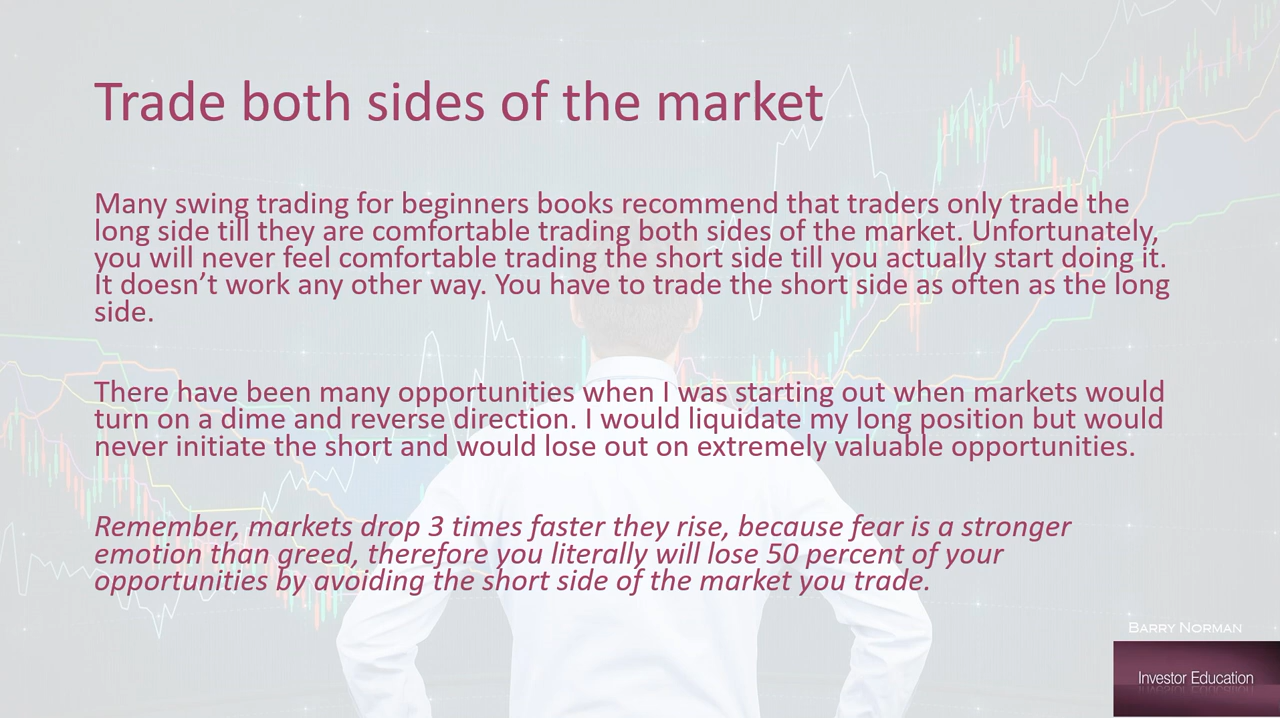 Trade both sides of the market
Many swing trading for beginners books recommend that traders only trade the
long side till they are comfortable trading both sides of the market. Unfortunately,
you will never feel comfortable trading the short side till you actually start doing it.
It doesn’t work any other way. You have to trade the short side as often as the long
side.
There have been many opportunities when I was starting out when markets would
turn on a dime and reverse direction. I would liquidate my long position but would
never initiate the short and would lose out on extremely valuable opportunities.
Remember, markets drop 3 times faster they rise, because fear is a stronger
emotion than greed, therefore you literally will lose 50 percent of your
opportunities by avoiding the short side of the market you trade.
Barry Norman
Investor Education